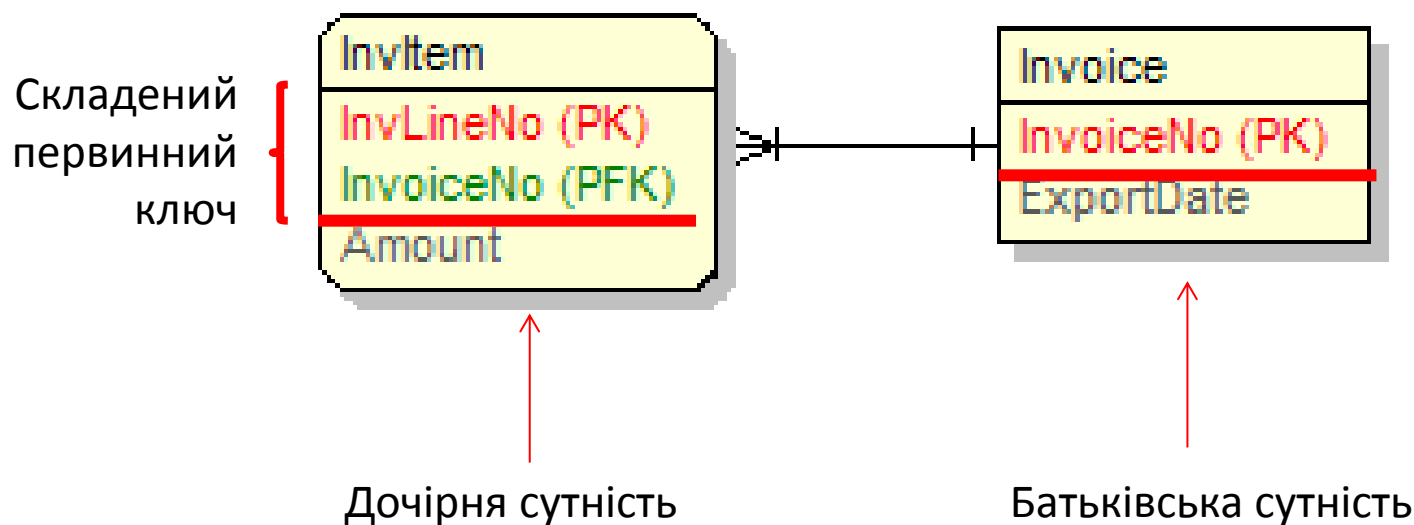 Складений
первинний
ключ
InvItem
InvLineNo (PK)
InvoiceNo (PFK)
Amount
Invoice
InvoiceNo (PK)
ExportDate
Дочірня сутність
Батьківська сутність